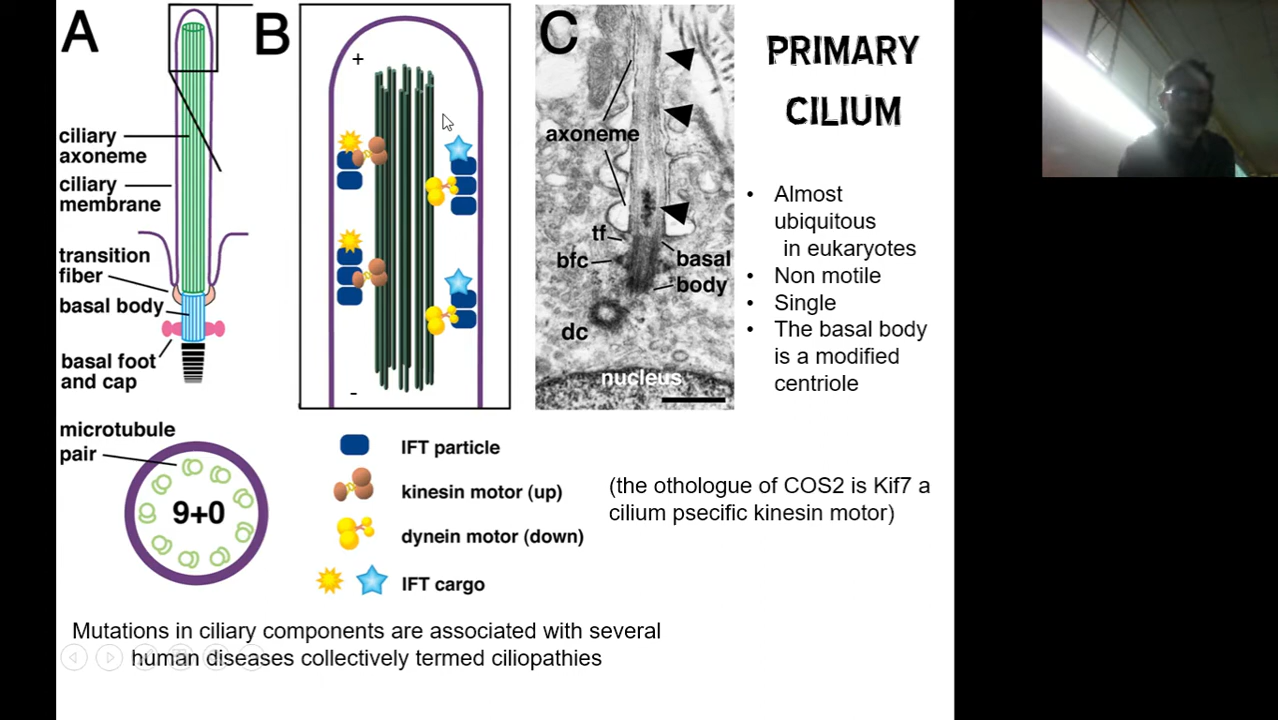 A
ciliary
axoneme
ciliary
membrane
transition
fiber
basal body
basal foot
and cap
microtubule
pair
9+0
B
+
-
IFT particle
kinesin motor (up)
dynein motor (down)
IFT cargo
C
axoneme
tf
bfc
basal
body
dc
nucleus
PRIMARY
CILIUM
• Almost
ubiquitous
in eukaryotes
• Non motile
• Single
• The basal body
is a modified
centriole
(the othologue of COS2 is Kif7 a
cilium psecific kinesin motor)
Mutations in ciliary components are associated with several
human diseases collectively termed ciliopathies